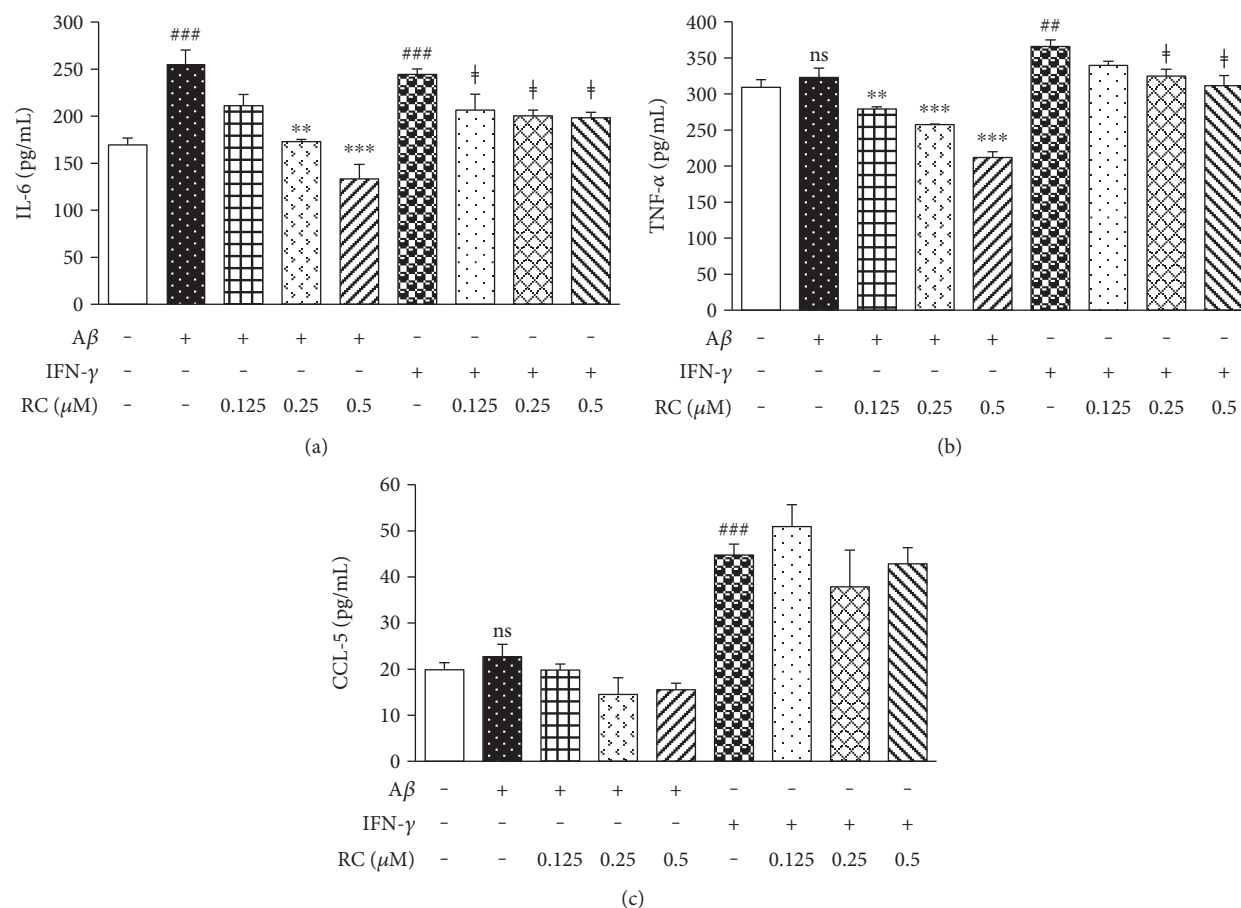 300
250
200
150
100
50
0
IL-6 (pg/mL)
###
**
***
###
ǂ
ǂ
ǂ
Aβ – + + + + – – – –
IFN-γ – – – – – + + + +
RC (μM) – – 0.125 0.25 0.5 – 0.125 0.25 0.5
(a)
400
350
300
250
200
150
100
50
0
TNF-α (pg/mL)
ns
**
***
***
##
ǂ
ǂ
Aβ – + + + + – – – –
IFN-γ – – – – – + + + +
RC (μM) – – 0.125 0.25 0.5 – 0.125 0.25 0.5
(b)
60
50
40
30
20
10
0
CCL-5 (pg/mL)
ns
###
Aβ – + + + + – – – –
IFN-γ – – – – – + + + +
RC (μM) – – 0.125 0.25 0.5 – 0.125 0.25 0.5
(c)